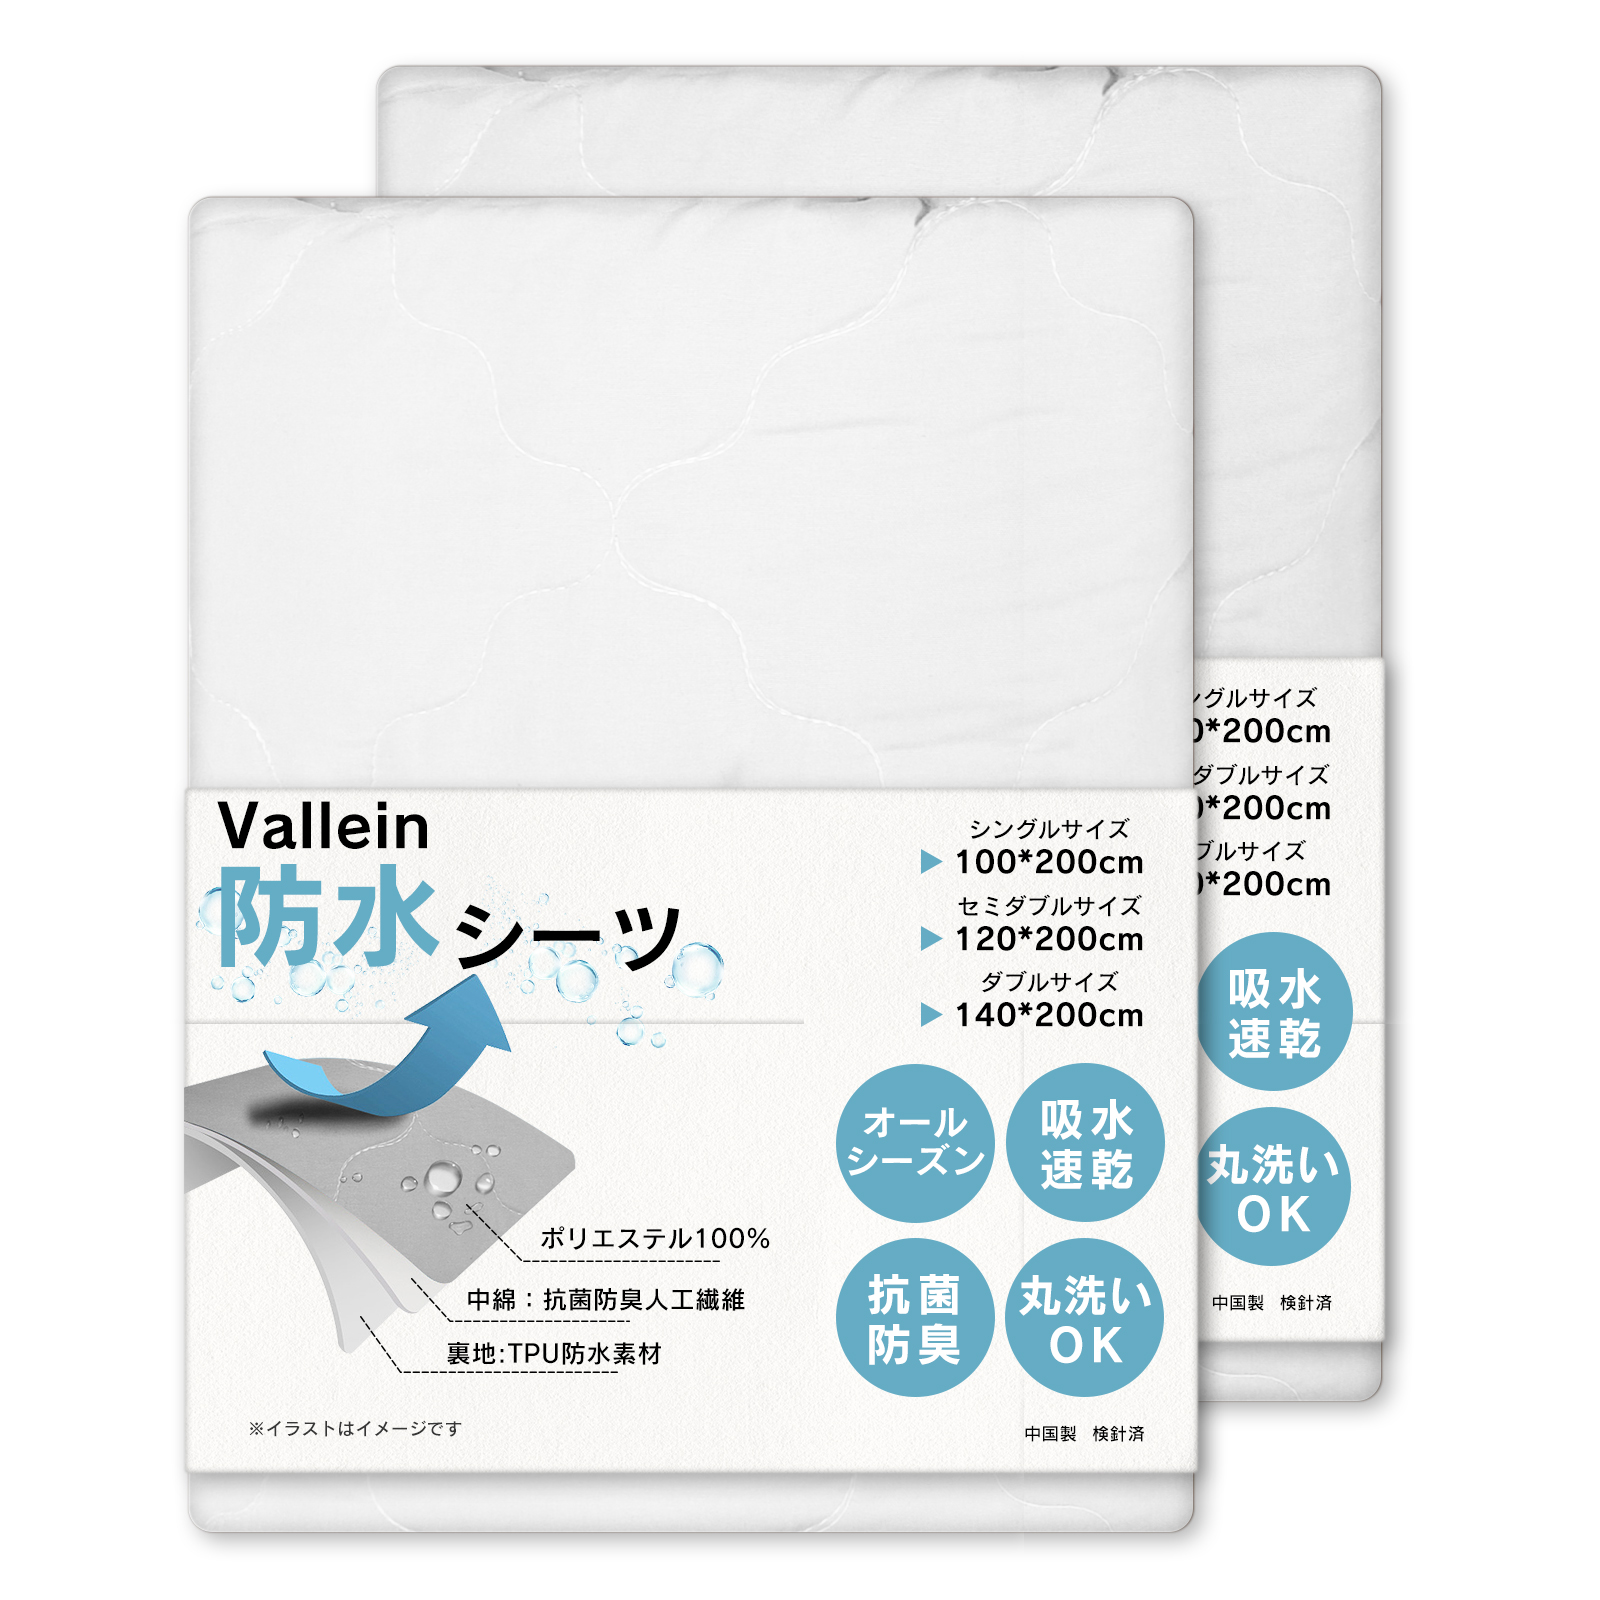 Vallein
防水シーツ
シングルサイズ
100*200cm
セミダブルサイズ
120*200cm
ダブルサイズ
140*200cm
オール
シーズン
吸水
速乾
抗菌
防臭
丸洗い
OK
ポリエステル100%
中綿：抗菌防臭人工繊維
裏地:TPU防水素材
※イラストはイメージです
中国製 検針済
ングルサイズ
0*200cm
ダブルサイズ
0*200cm
ブルサイズ
0*200cm
吸水
速乾
丸洗い
OK
中国製 検針済